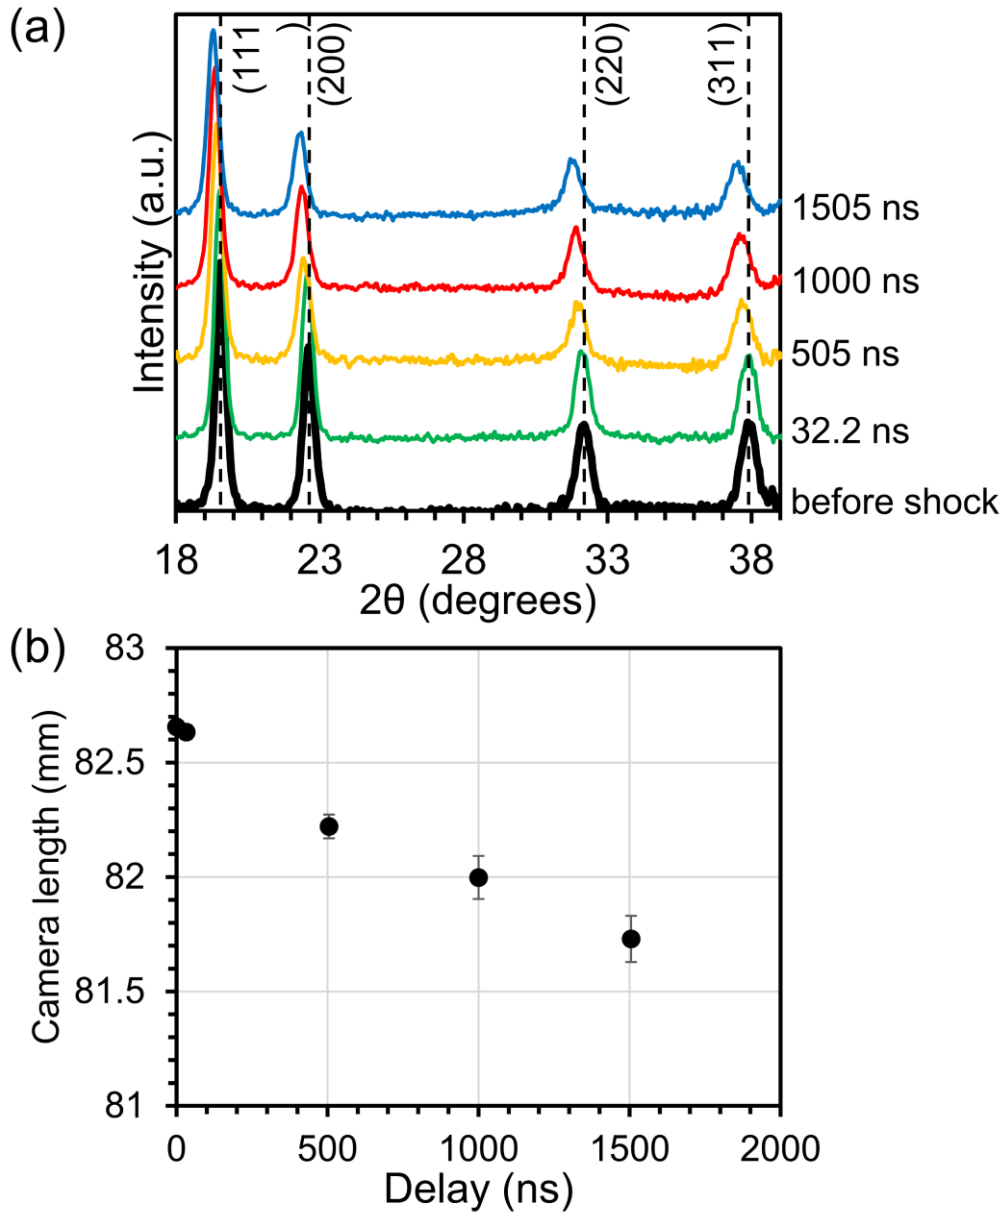 (a)
(111
)
(200)
(220)
(311)
Intensity (a.u.)
1505 ns
1000 ns
505 ns
32.2 ns
before shock
18 23 28 33 38
2θ (degrees)
(b)
83
82.5
82
81.5
81
Camera length (mm)
0 500 1000 1500 2000
Delay (ns)